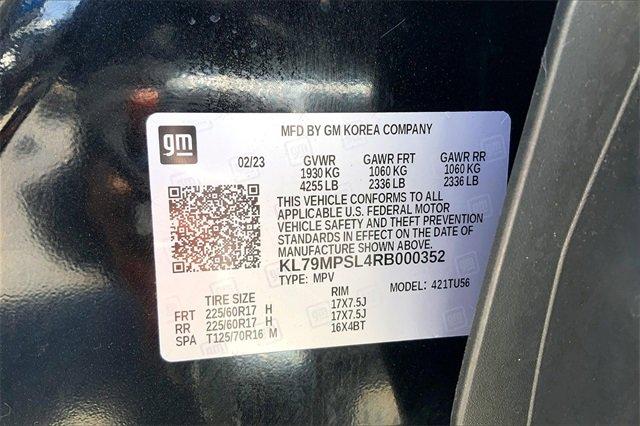 gm
MFD BY GM KOREA COMPANY
02/23 GVWR GAWR FRT GAWR RR
1930 KG 1060 KG 1060 KG
4255 LB 2336 LB 2336 LB
THIS VEHICLE CONFORMS TO ALL
APPLICABLE U.S. FEDERAL MOTOR
VEHICLE SAFETY AND THEFT PREVENTION
STANDARDS IN EFFECT ON THE DATE OF
MANUFACTURE SHOWN ABOVE.
KL79MPSL4RB000352
TYPE: MPV MODEL: 421TU56
TIRE SIZE RIM
FRT 225/60R17 H 17X7.5J
RR 225/60R17 H 17X7.5J
SPA T125/70R16 M 16X4BT